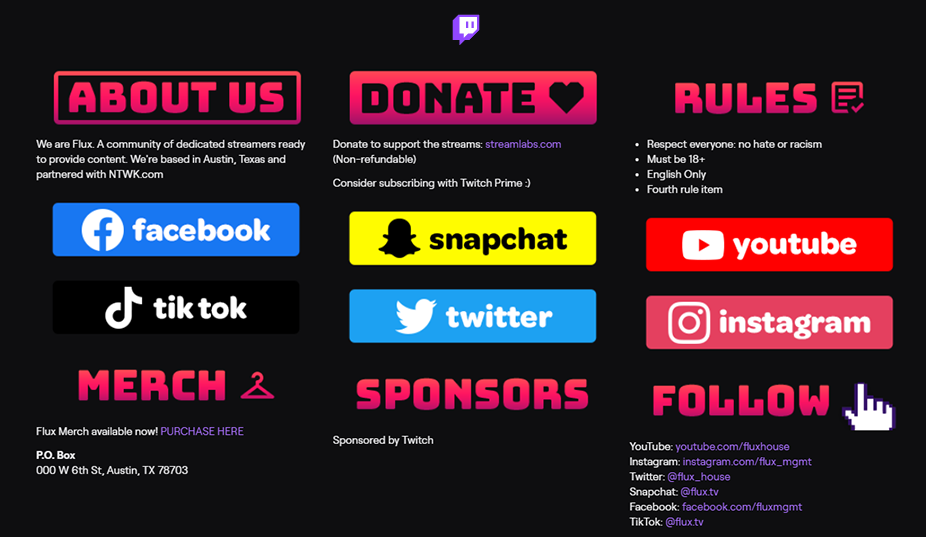 ABOUT US
We are Flux. A community of dedicated streamers ready
to provide content. We're based in Austin, Texas and
partnered with NTWK.com
facebook
tik tok
MERCH
Flux Merch available now! PURCHASE HERE
P.O. Box
000 W 6th St, Austin, TX 78703
DONATE
Donate to support the streams: streamlabs.com
(Non-refundable)
Consider subscribing with Twitch Prime :)
snapchat
twitter
SPONSORS
Sponsored by Twitch
RULES
• Respect everyone: no hate or racism
• Must be 18+
• English Only
• Fourth rule item
youtube
instagram
FOLLOW
YouTube: youtube.com/fluxhouse
Instagram: instagram.com/flux_mgmt
Twitter: @flux_house
Snapchat: @flux.tv
Facebook: facebook.com/fluxmgmt
TikTok: @flux.tv